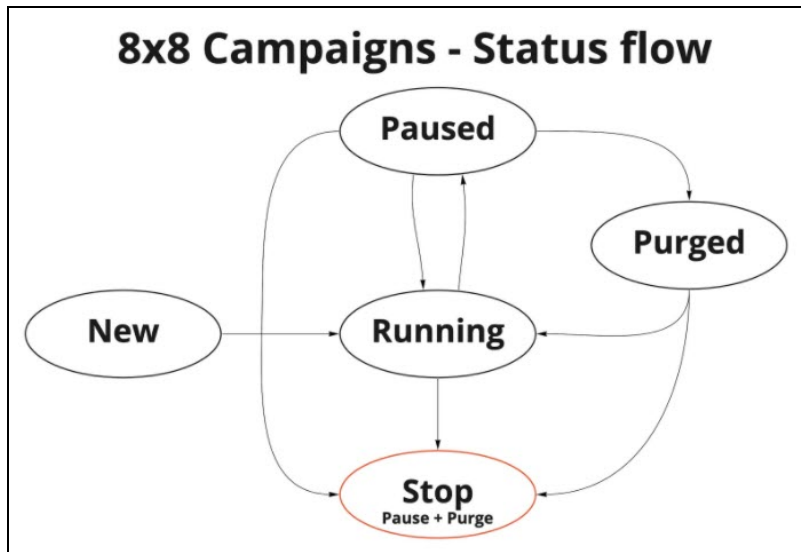 8x8 Campaigns - Status flow
Paused
Purged
New
Running
Stop
Pause + Purge